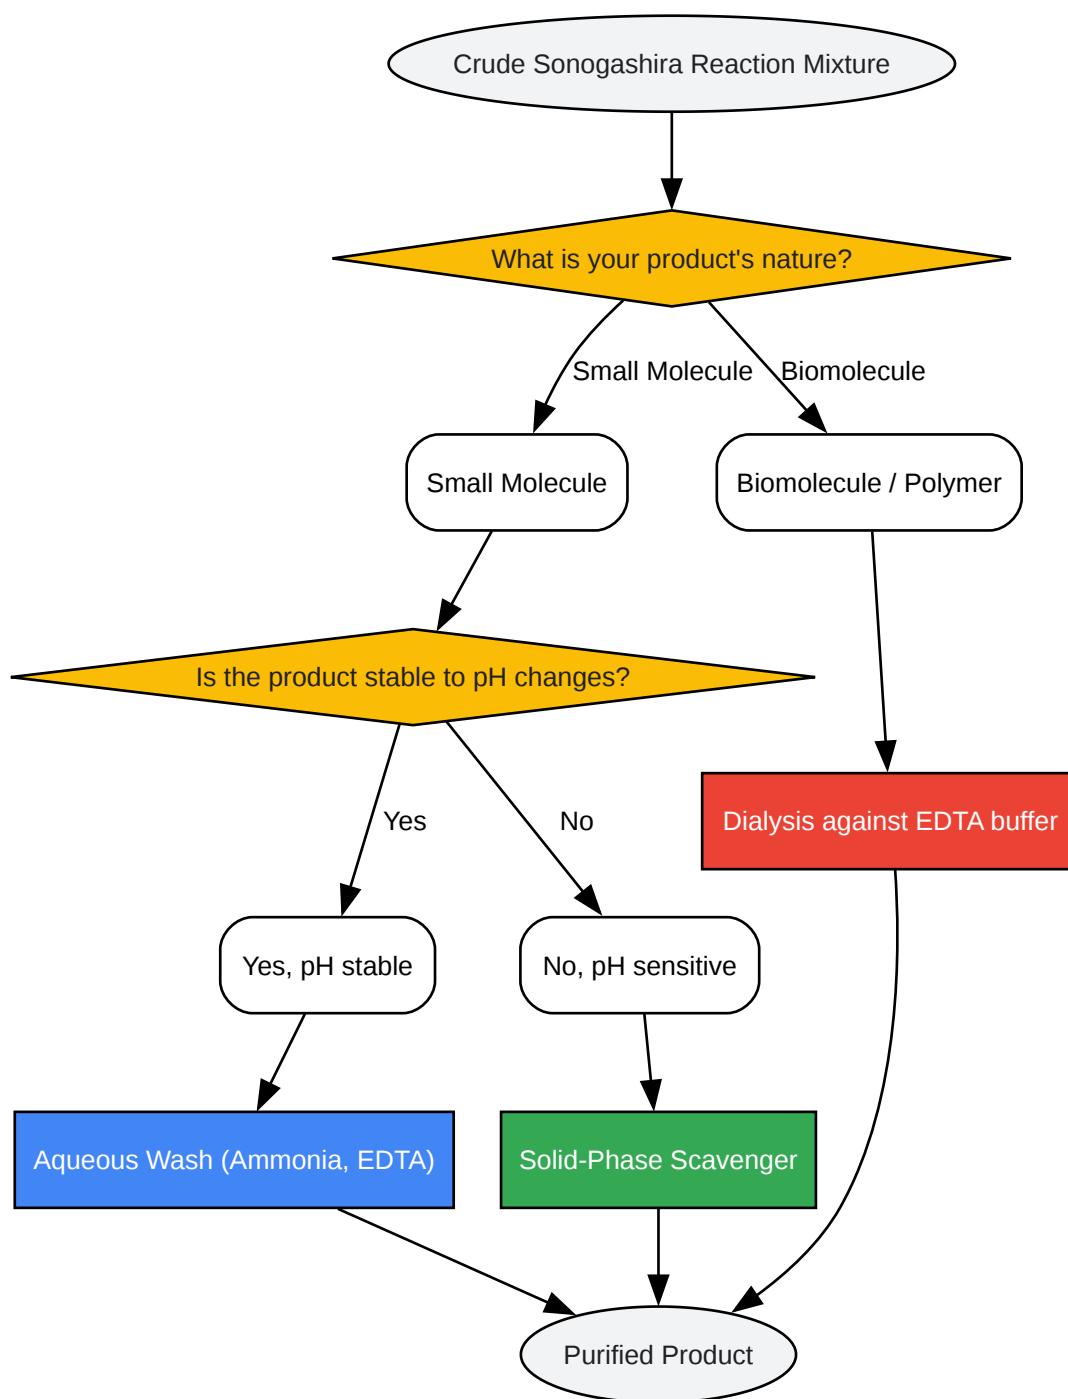 Crude Sonogashira Reaction Mixture
What is your product's nature?
Small Molecule
Biomolecule
Small Molecule
Biomolecule / Polymer
Is the product stable to pH changes?
Yes
No
Dialysis against EDTA buffer
Yes, pH stable
No, pH sensitive
Aqueous Wash (Ammonia, EDTA)
Solid-Phase Scavenger
Purified Product